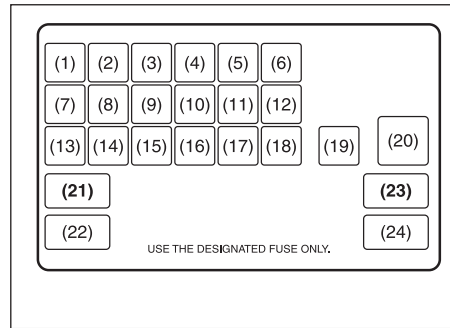 (1) (2) (3) (4) (5) (6)
(7) (8) (9) (10) (11) (12)
(13) (14) (15) (16) (17) (18) (19) (20)
(21) (23)
(22) (24)
USE THE DESIGNATED FUSE ONLY.